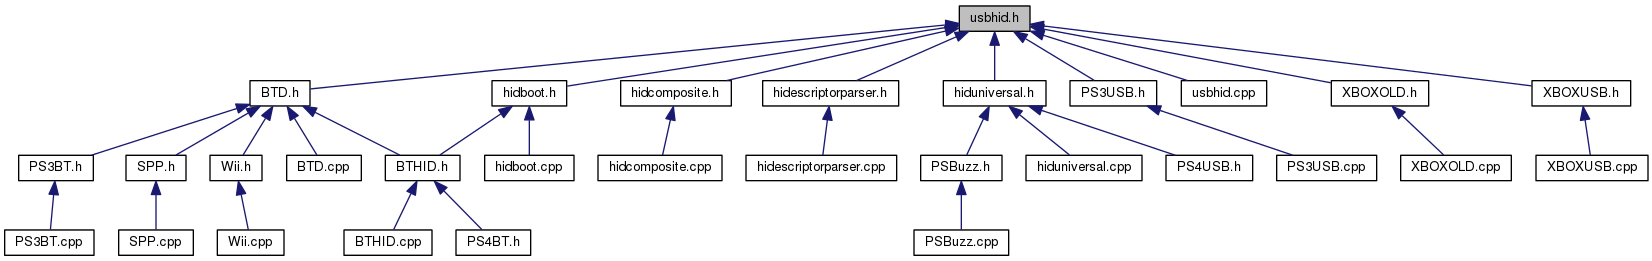 usbhid.h
BTD.h
hidboot.h
hidcomposite.h
hidescriptorparser.h
hiduniversal.h
PS3USB.h
usbhid.cpp
XBOXOLD.h
XBOXUSB.h
PS3BT.h
SPP.h
Wii.h
BTD.cpp
BTHID.h
hidboot.cpp
hidcomposite.cpp
hidescriptorparser.cpp
PSBuzz.h
hiduniversal.cpp
PS4USB.h
PS3USB.cpp
XBOXOLD.cpp
XBOXUSB.cpp
PS3BT.cpp
SPP.cpp
Wii.cpp
BTHID.cpp
PS4BT.h
PSBuzz.cpp